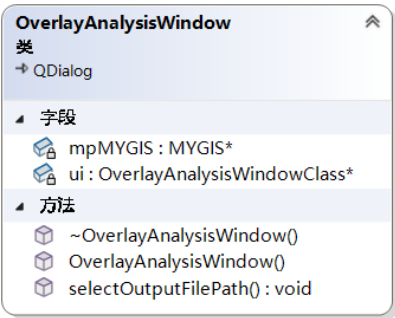 OverlayAnalysisWindow
类
QDialog
字段
mpMYGIS : MYGIS*
ui : OverlayAnalysisWindowClass*
方法
~OverlayAnalysisWindow()
OverlayAnalysisWindow()
selectOutputFilePath() : void